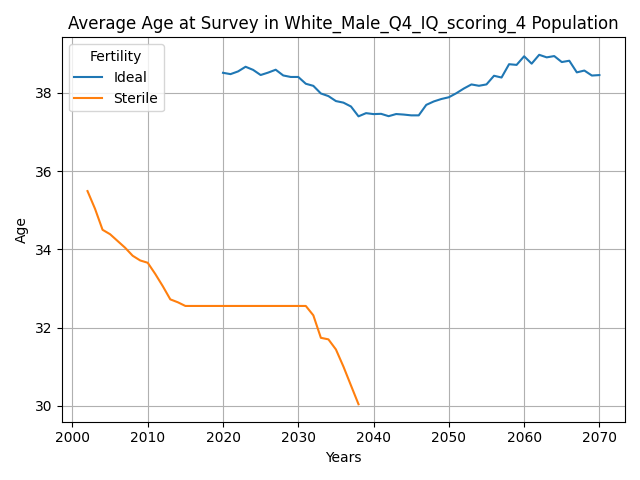 Average Age at Survey in White_Male_Q4_IQ_scoring_4 Population
Fertility
Ideal
Sterile
Age
38
36
34
32
30
2000 2010 2020 2030 2040 2050 2060 2070
Years